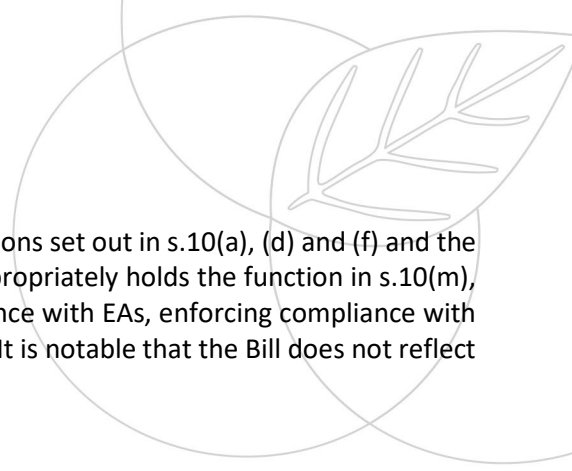 ons set out in s.10(a), (d) and (f) and the
propriately holds the function in s.10(m),
nce with EAs, enforcing compliance with
It is notable that the Bill does not reflect